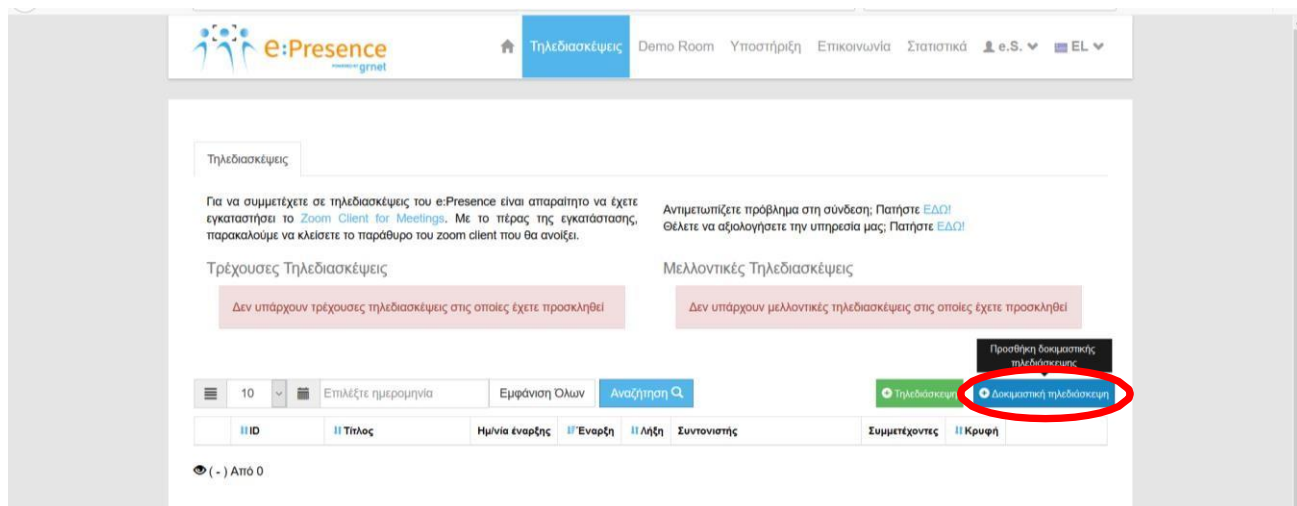 e:Presence
POWERED BY grnet
Τηλεδιασκέψεις Demo Room Υποστήριξη Επικοινωνία Στατιστικά e.S. EL
Τηλεδιασκέψεις
Για να συμμετέχετε σε τηλεδιασκέψεις του e:Presence είναι απαραίτητο να έχετε
εγκαταστήσει το Zoom Client for Meetings. Με το πέρας της εγκατάστασης,
παρακαλούμε να κλείσετε το παράθυρο του zoom client που θα ανοίξει.
Αντιμετωπίζετε πρόβλημα στη σύνδεση; Πατήστε ΕΔΩ!
Θέλετε να αξιολογήσετε την υπηρεσία μας; Πατήστε ΕΔΩ!
Τρέχουσες Τηλεδιασκέψεις
Δεν υπάρχουν τρέχουσες τηλεδιασκέψεις στις οποίες έχετε προσκληθεί
Μελλοντικές Τηλεδιασκέψεις
Δεν υπάρχουν μελλοντικές τηλεδιασκέψεις στις οποίες έχετε προσκληθεί
Προσθήκη δοκιμαστικής
τηλεδιάσκεψης
10 Επιλέξτε ημερομηνία Εμφάνιση Όλων Αναζήτηση Τηλεδιάσκεψη Δοκιμαστική τηλεδιάσκεψη
ID Τίτλος Ημ/νία έναρξης Έναρξη Λήξη Συντονιστής Συμμετέχοντες Κρυφή
( - ) Από 0